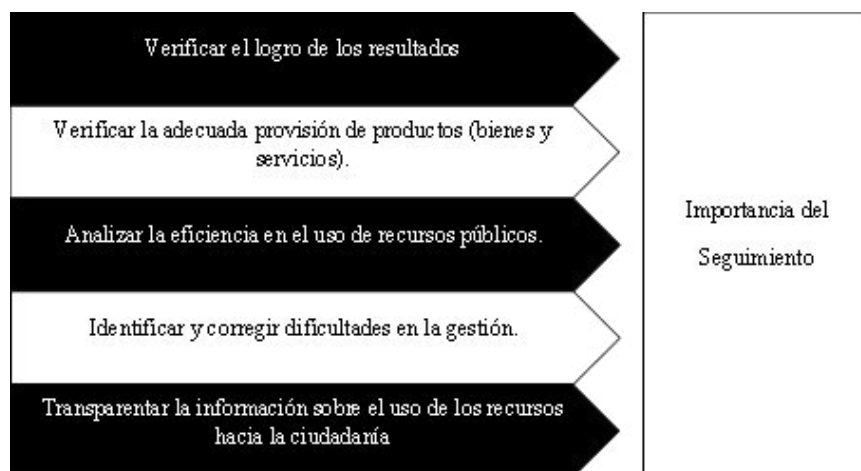 Verificar el logro de los resultados
Verificar la adecuada provisión de productos (bienes y
servicios).
Analizar la eficiencia en el uso de recursos públicos.
Identificar y corregir dificultades en la gestión.
Transparentar la información sobre el uso de los recursos
hacia la ciudadanía
Importancia del
Seguimiento